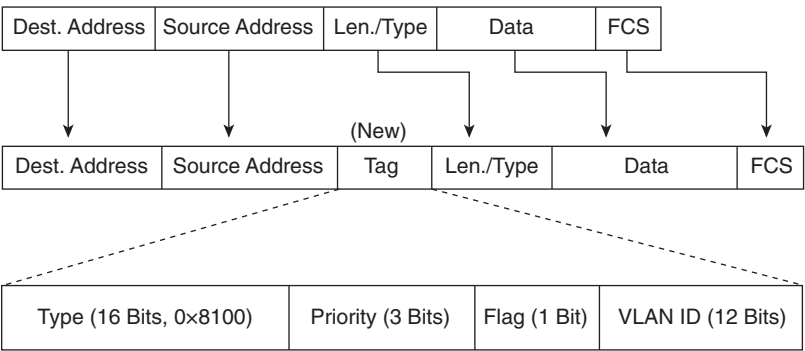 Dest. Address Source Address Len./Type Data FCS
(New)
Dest. Address Source Address Tag Len./Type Data FCS
Type (16 Bits, 0×8100) Priority (3 Bits) Flag (1 Bit) VLAN ID (12 Bits)